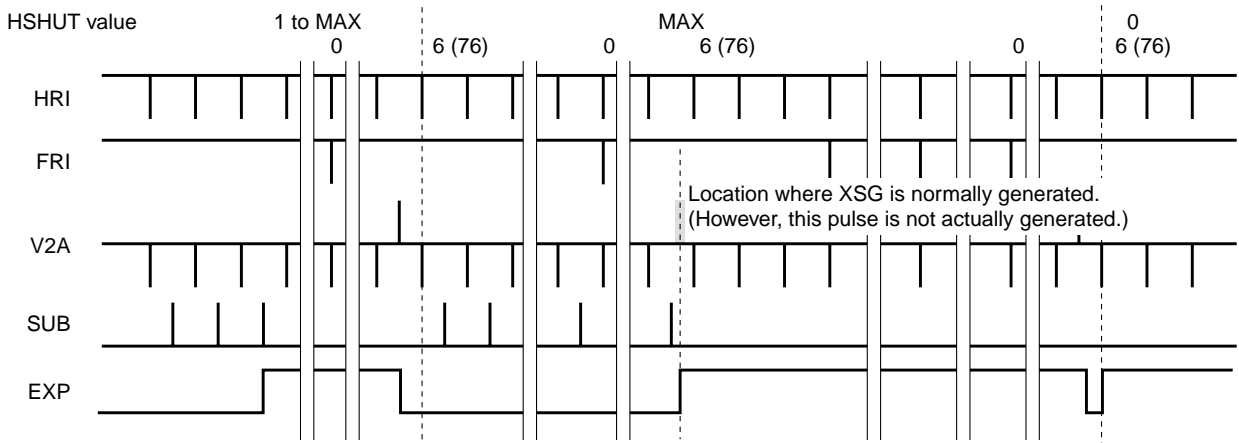 HSHUT value 1 to MAX MAX 0
0 6 (76) 0 6 (76) 0 6 (76)
HRI
FRI
Location where XSG is normally generated.
(However, this pulse is not actually generated.)
V2A
SUB
EXP